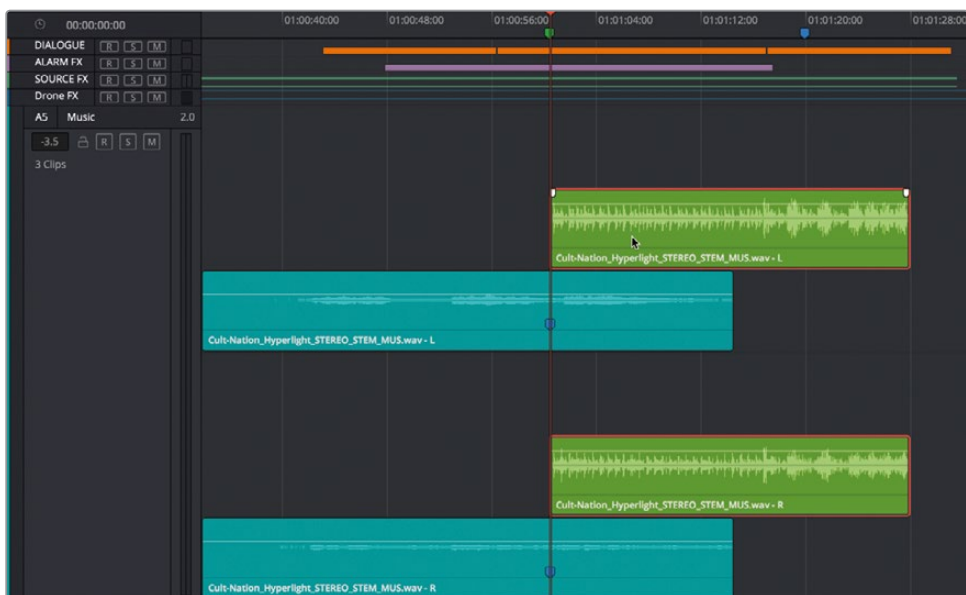 00:00:00:00
01:00:40:00 01:00:48:00 01:00:56:00 01:01:04:00 01:01:12:00 01:01:20:00 01:01:28:00
DIALOGUE R S M
ALARM FX R S M
SOURCE FX R S M
Drone FX R S M
A5 Music 2.0
-3.5 R S M
3 Clips
Cult-Nation_Hyperlight_STEREO_STEM_MUS.wav - L
Cult-Nation_Hyperlight_STEREO_STEM_MUS.wav - L
Cult-Nation_Hyperlight_STEREO_STEM_MUS.wav - R
Cult-Nation_Hyperlight_STEREO_STEM_MUS.wav - R